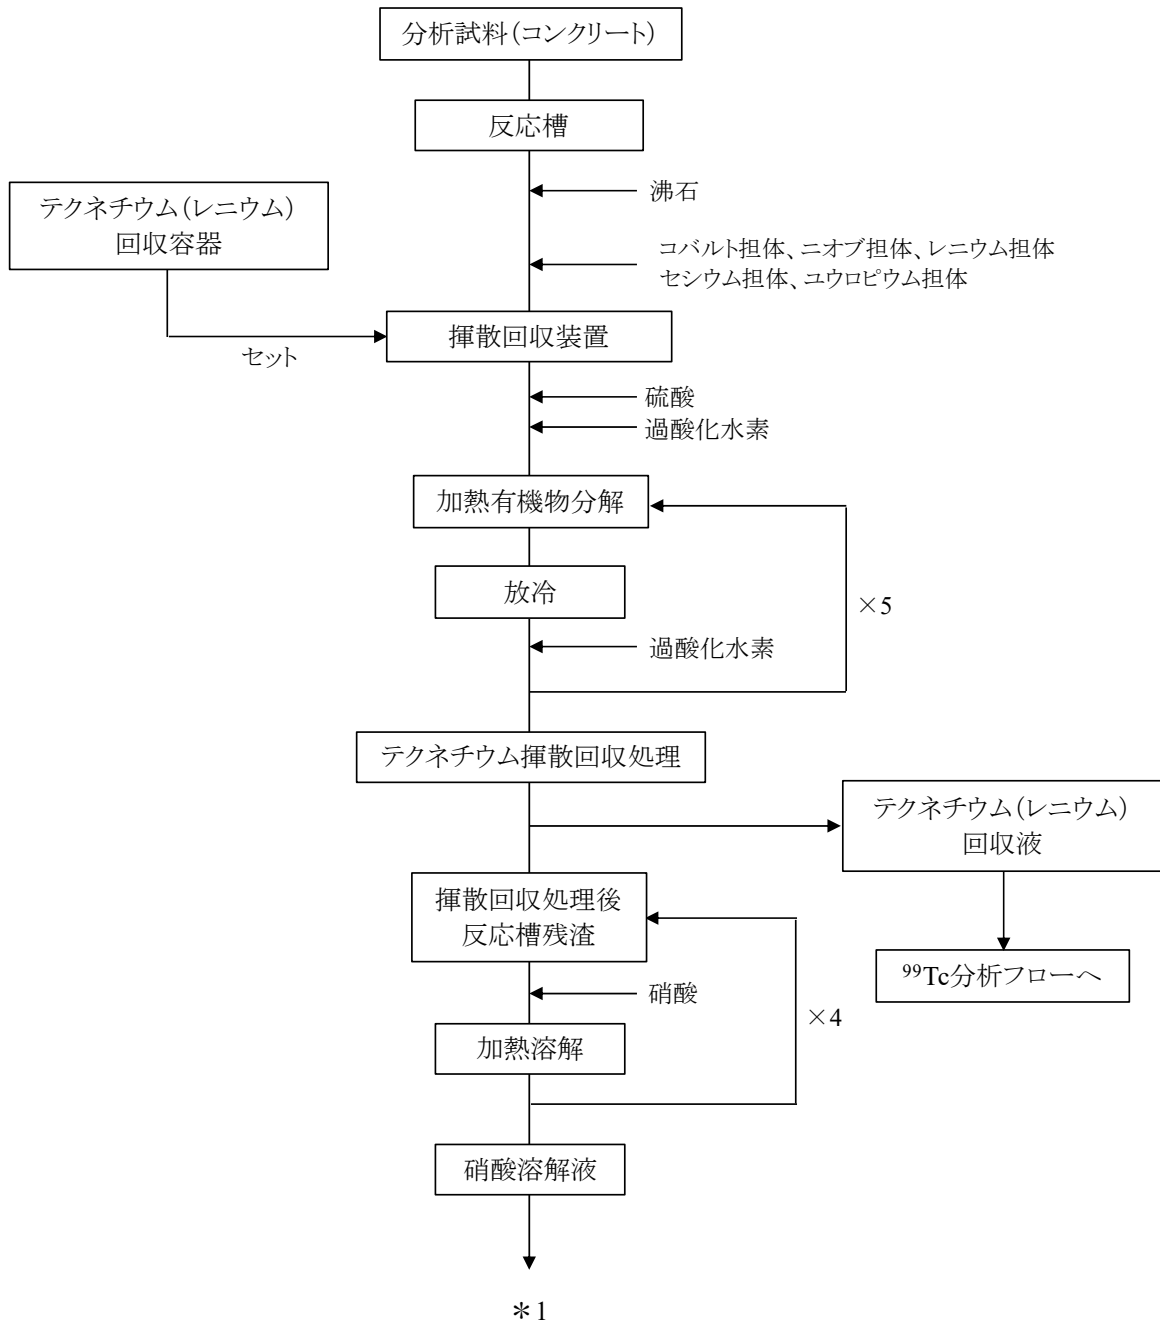 分析試料(コンクリート)
反応槽
沸石
テクネチウム(レニウム)
回収容器
コバルト担体、ニオブ担体、レニウム担体
セシウム担体、ユウロピウム担体
揮散回収装置
セット
硫酸
過酸化水素
加熱有機物分解
放冷
×5
過酸化水素
テクネチウム揮散回収処理
テクネチウム(レニウム)
回収液
揮散回収処理後
反応槽残渣
⁹⁹Tc分析フローへ
硝酸
×4
加熱溶解
硝酸溶解液
＊1